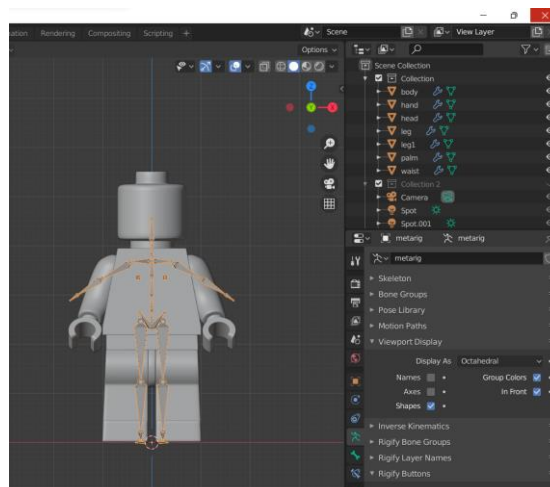 Rendering Compositing Scripting + Scene View Layer
Options
Scene Collection
Collection
body
hand
head
leg
leg1
palm
waist
Collection 2
Camera
Spot
Spot.001
metarig metarig
metarig
Skeleton
Bone Groups
Pose Library
Motion Paths
Viewport Display
Display As Octahedral
Names Group Colors
Axes In Front
Shapes
Inverse Kinematics
Rigify Bone Groups
Rigify Layer Names
Rigify Buttons